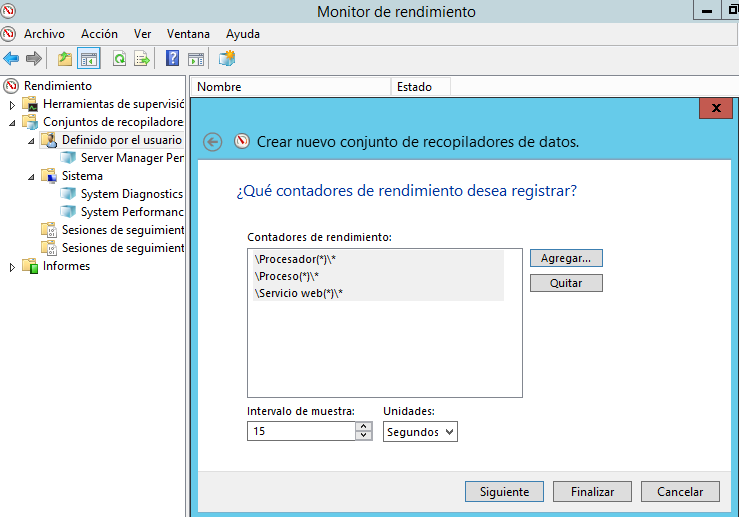 Monitor de rendimiento
Archivo Acción Ver Ventana Ayuda
Rendimiento
Herramientas de supervisió
Conjuntos de recopiladore
Definido por el usuario
Server Manager Per
Sistema
System Diagnostics
System Performanc
Sesiones de seguimient
Sesiones de seguimient
Informes
Nombre Estado
Crear nuevo conjunto de recopiladores de datos.
¿Qué contadores de rendimiento desea registrar?
Contadores de rendimiento:
\Procesador(*)\*
\Proceso(*)\*
\Servicio web(*)\*
Agregar...
Quitar
Intervalo de muestra: Unidades:
15 Segundos
Siguiente Finalizar Cancelar